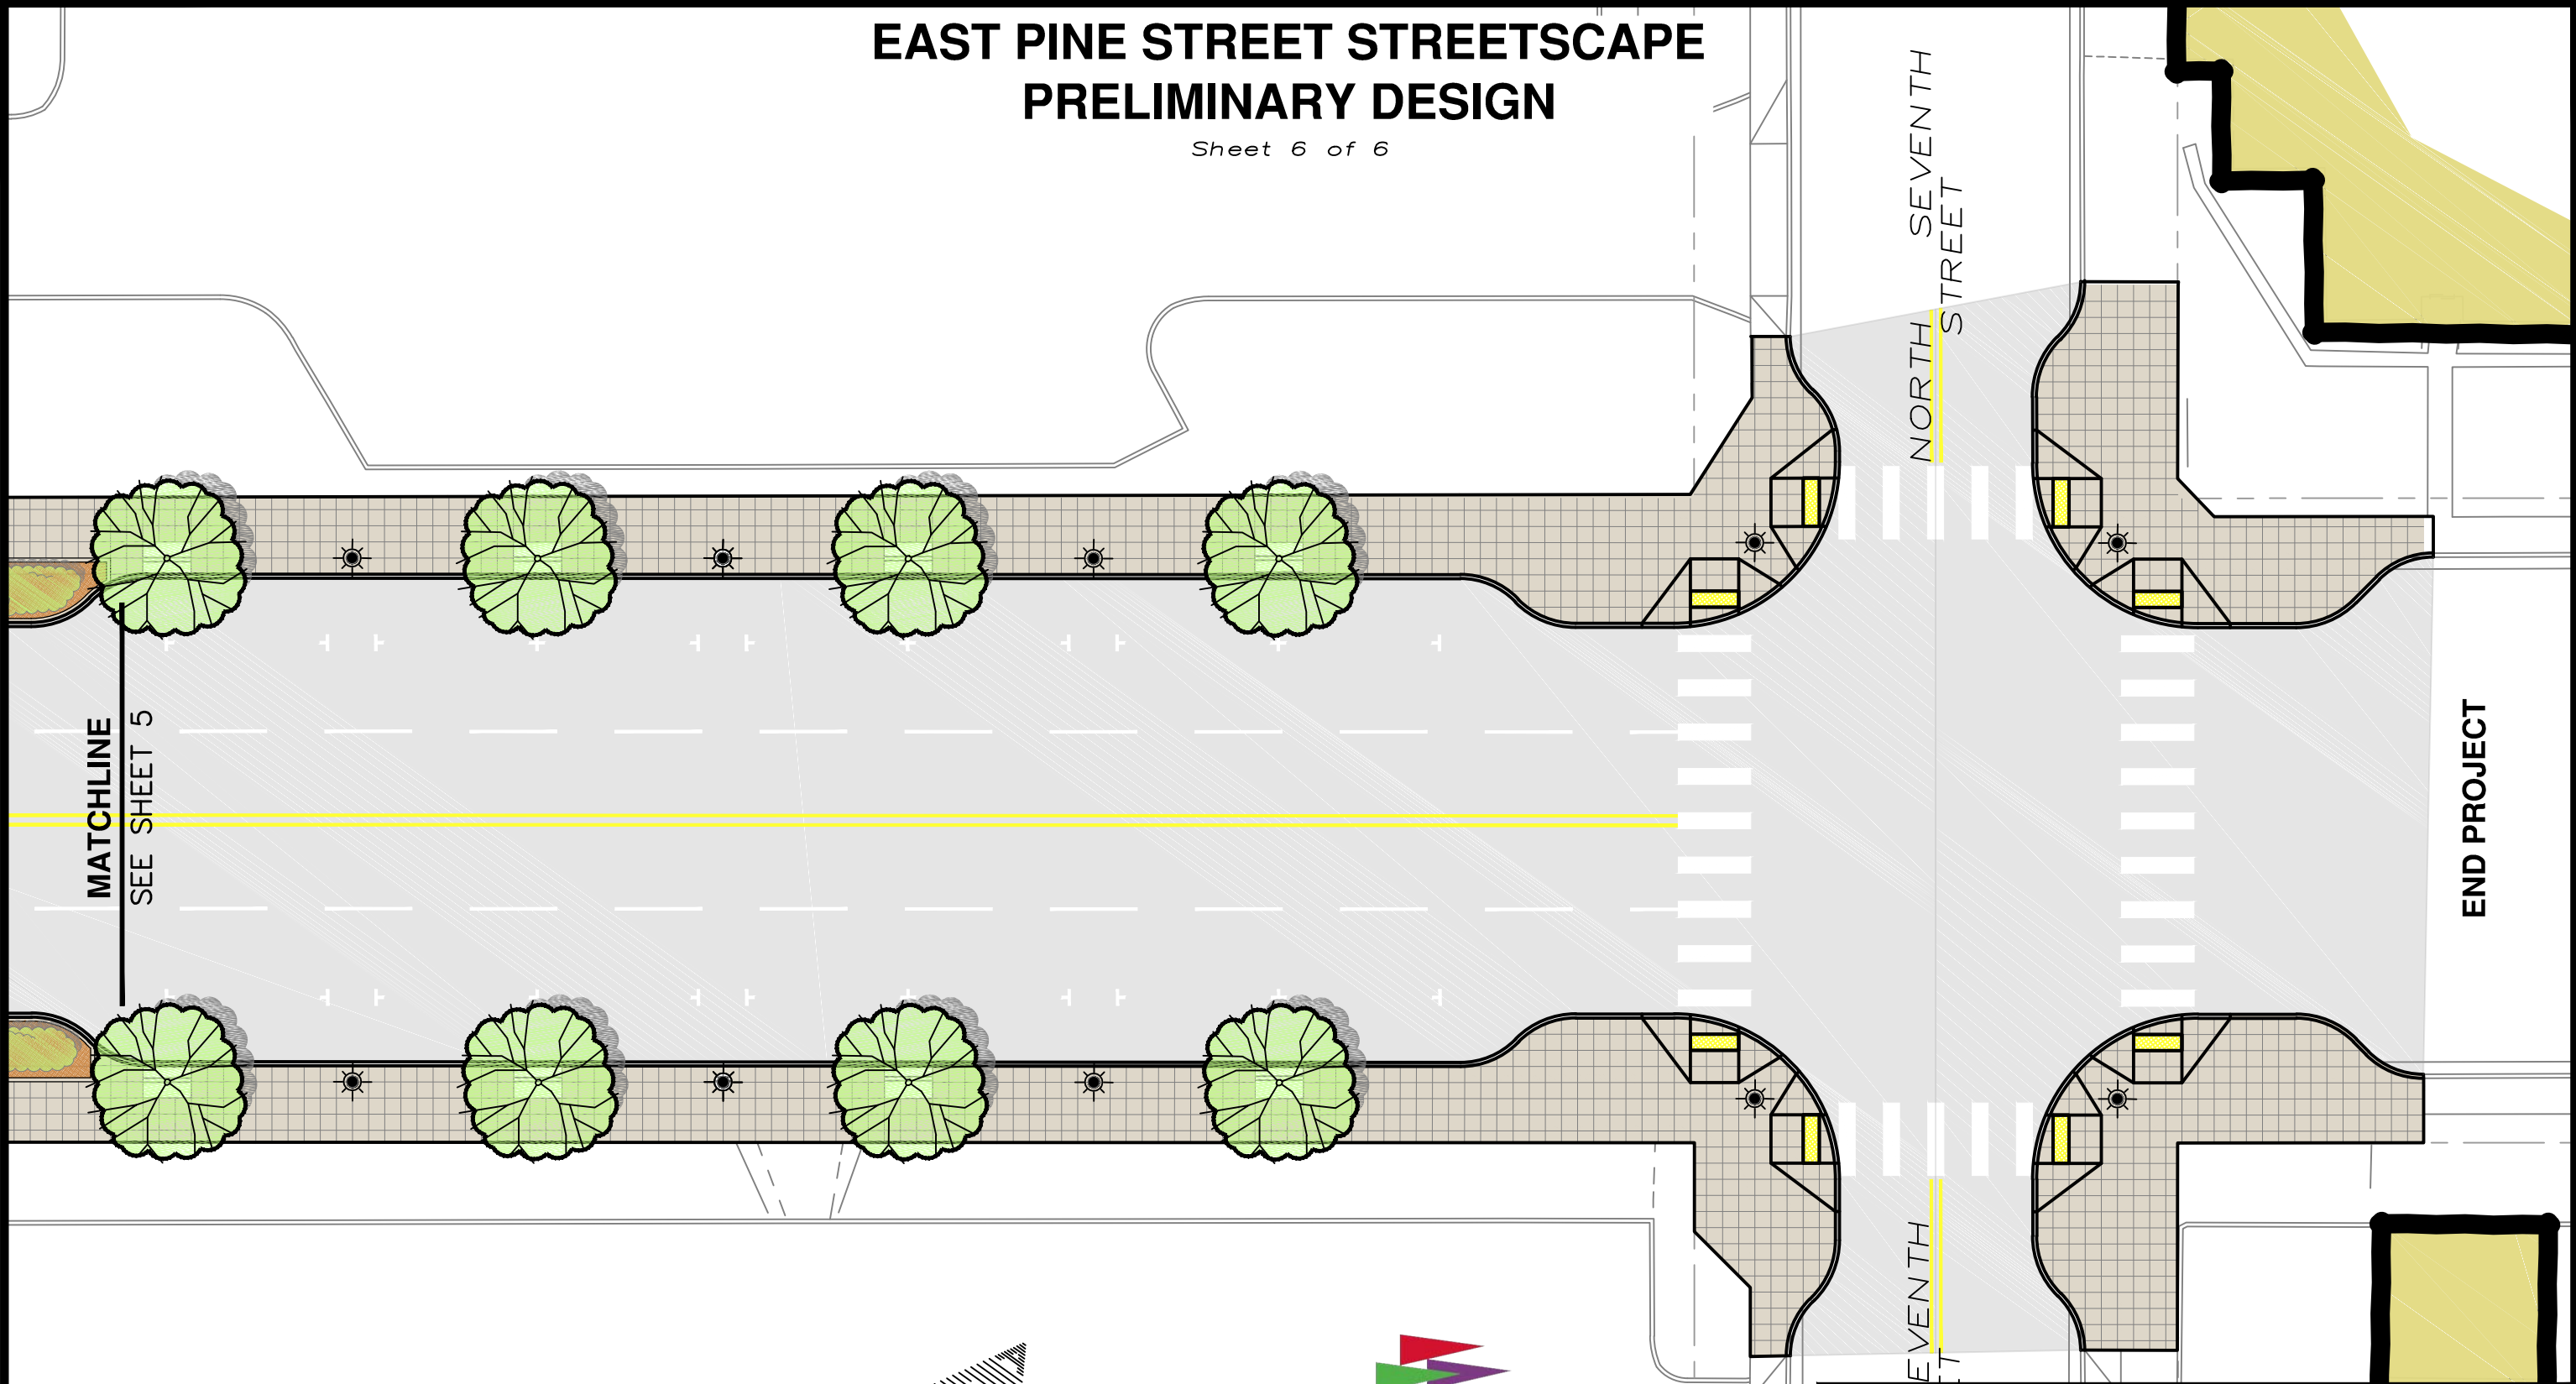 EAST PINE STREET STREETSCAPE
PRELIMINARY DESIGN
Sheet 6 of 6
NORTH SEVENTH
STREET
MATCHLINE
SEE SHEET 5
END PROJECT
EVENTH